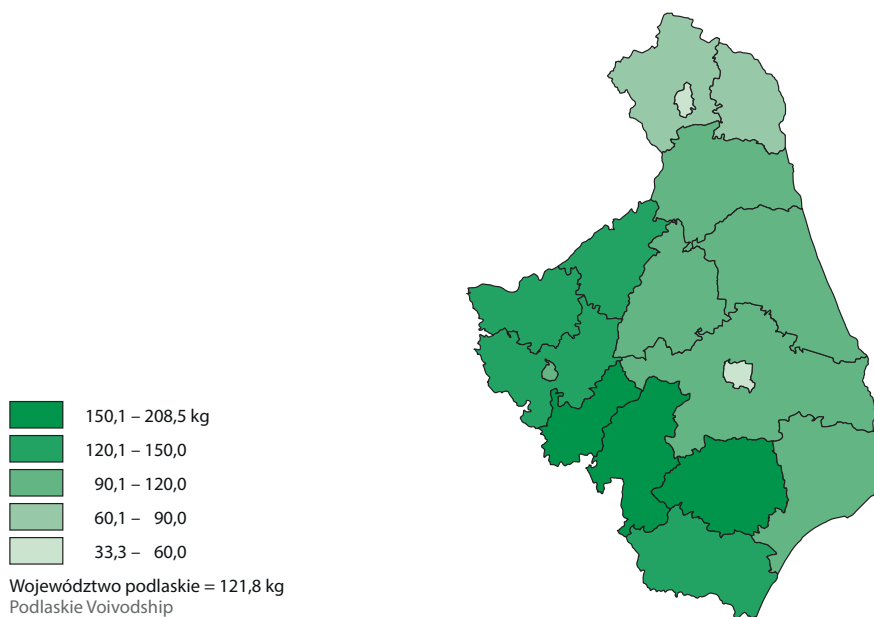 150,1 – 208,5 kg
120,1 – 150,0
90,1 – 120,0
60,1 – 90,0
33,3 – 60,0
Województwo podlaskie = 121,8 kg
Podlaskie Voivodship